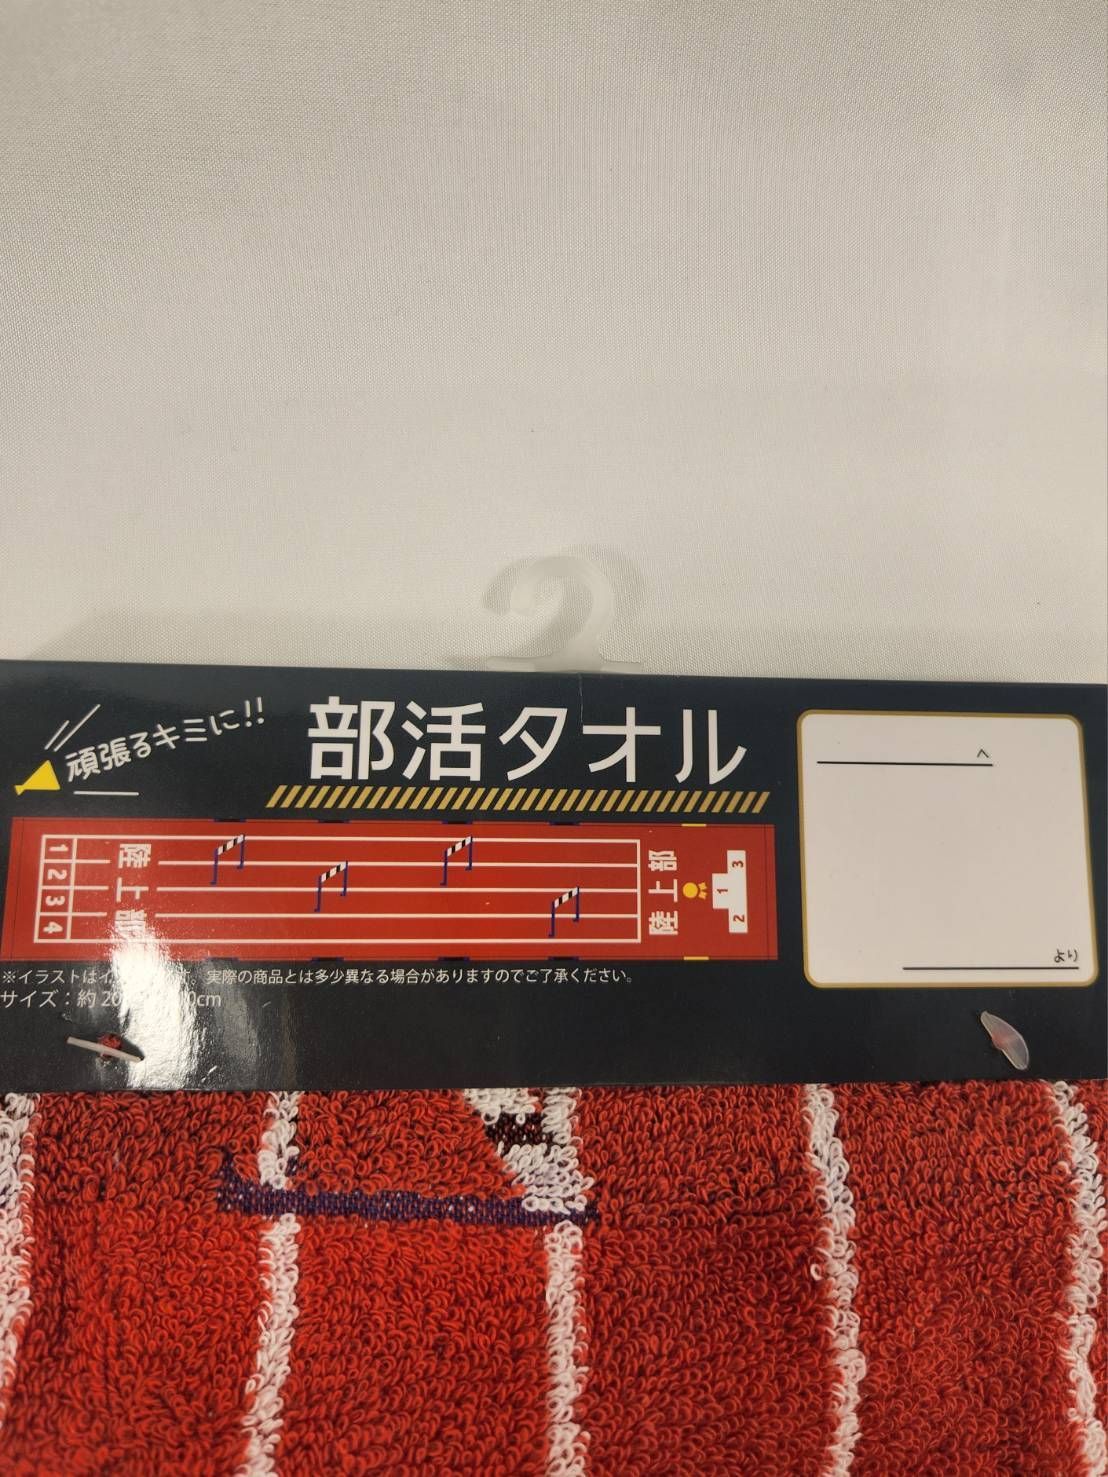 頑張るキミに!!
部活タオル
1
2
3
4
陸上部
陸上部
3
1
2
へ
より
※イラストはイ 実際の商品とは多少異なる場合がありますのでご了承ください。
サイズ：約 20 0cm